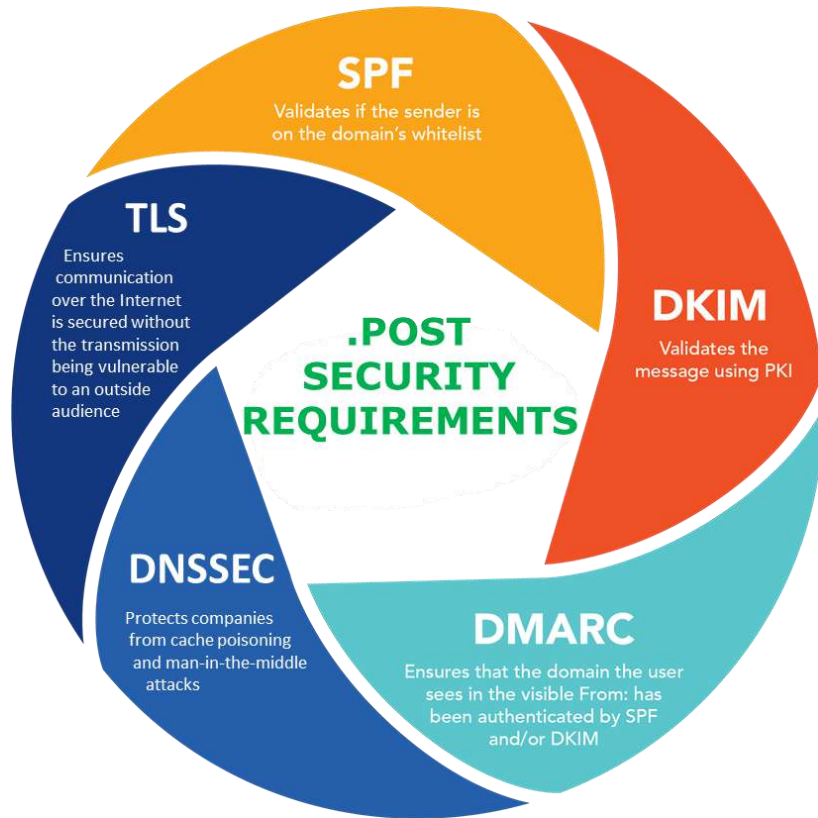 SPF
Validates if the sender is
on the domain's whitelist
DKIM
Validates the
message using PKI
DMARC
Ensures that the domain the user
sees in the visible From: has
been authenticated by SPF
and/or DKIM
DNSSEC
Protects companies
from cache poisoning
and man-in-the-middle
attacks
TLS
Ensures
communication
over the Internet
is secured without
the transmission
being vulnerable
to an outside
audience
.POST
SECURITY
REQUIREMENTS